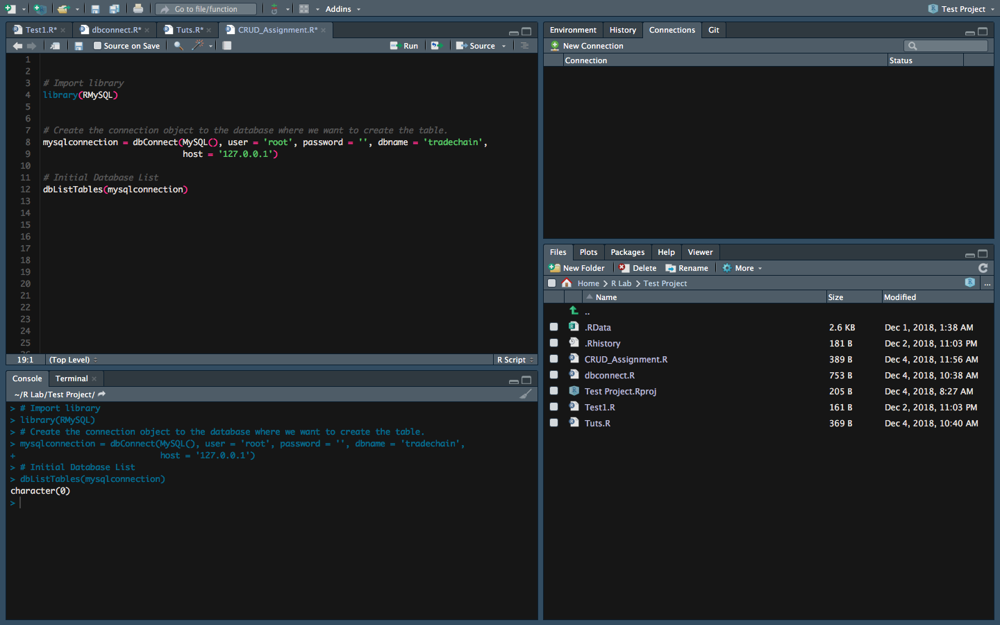 Go to file/function
Addins
Test Project
Test1.R*
dbconnect.R*
Tuts.R*
CRUD_Assignment.R*
Source on Save
Run
Source
1
2
3 # Import library
4 library(RMySQL)
5
6
7 # Create the connection object to the database where we want to create the table.
8 mysqlconnection = dbConnect(MySQL(), user = 'root', password = '', dbname = 'tradechain',
9 host = '127.0.0.1')
10
11 # Initial Database List
12 dbListTables(mysqlconnection)
13
14
15
16
17
18
19
20
21
22
23
24
25
19:1 (Top Level) R Script
Console Terminal
~/R Lab/Test Project/
> # Import library
> library(RMySQL)
> # Create the connection object to the database where we want to create the table.
> mysqlconnection = dbConnect(MySQL(), user = 'root', password = '', dbname = 'tradechain',
+ host = '127.0.0.1')
> # Initial Database List
> dbListTables(mysqlconnection)
character(0)
>
Environment History Connections Git
New Connection
Connection Status
Files Plots Packages Help Viewer
New Folder Delete Rename More
Home > R Lab > Test Project ...
Name Size Modified
..
.RData 2.6 KB Dec 1, 2018, 1:38 AM
.Rhistory 181 B Dec 2, 2018, 11:03 PM
CRUD_Assignment.R 389 B Dec 4, 2018, 11:56 AM
dbconnect.R 753 B Dec 4, 2018, 10:38 AM
Test Project.Rproj 205 B Dec 4, 2018, 8:27 AM
Test1.R 161 B Dec 2, 2018, 11:03 PM
Tuts.R 369 B Dec 4, 2018, 10:40 AM